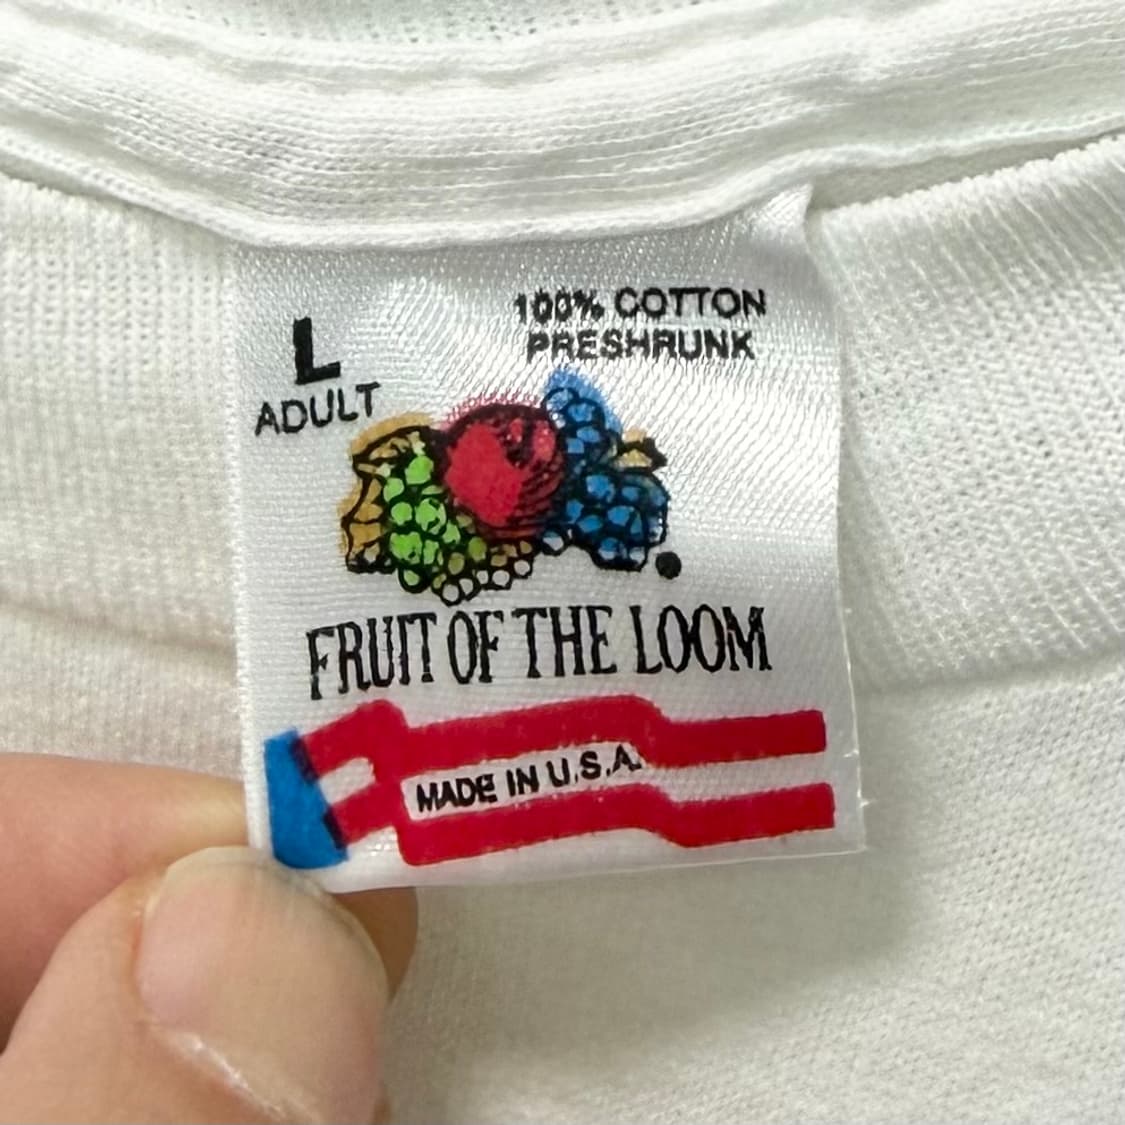 L
ADULT
100% COTTON
PRESHRUNK
FRUIT OF THE LOOM
MADE IN U.S.A.